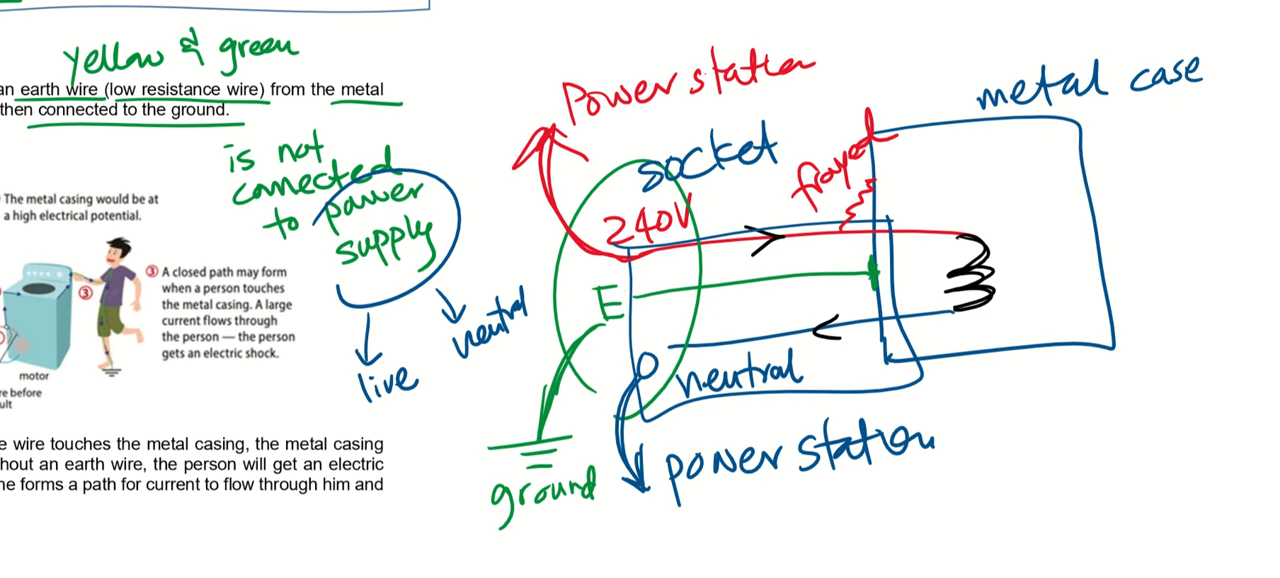 yellow & green
an earth wire (low resistance wire) from the metal
then connected to the ground.
is not
connected
to power
supply
live
neutral
The metal casing would be at
a high electrical potential.
③ A closed path may form
when a person touches
the metal casing. A large
current flows through
the person — the person
gets an electric shock.
③
motor
re before
ult
e wire touches the metal casing, the metal casing
hout an earth wire, the person will get an electric
he forms a path for current to flow through him and
Power station
metal case
socket
frayed
240V
E
0
neutral
ground
power station